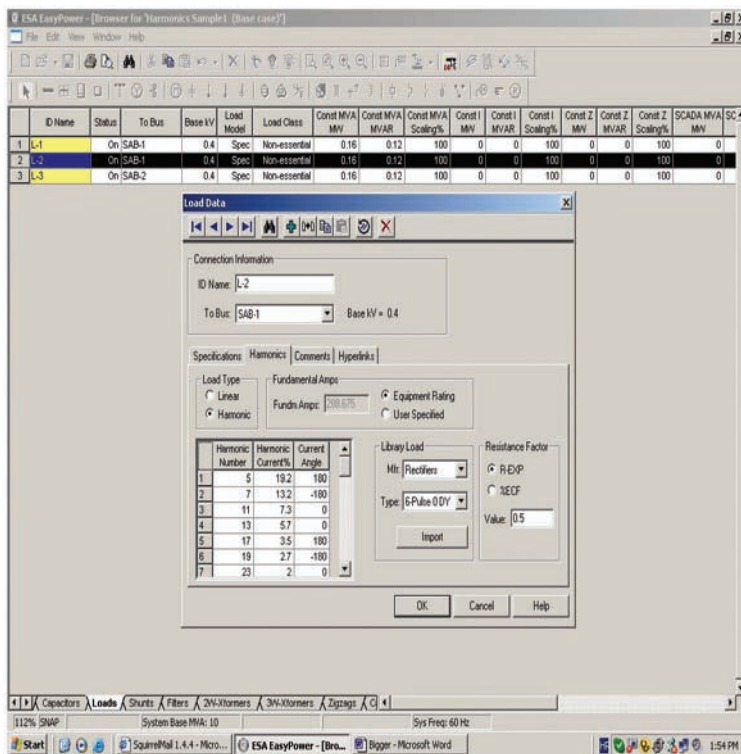 ESA EasyPower - [Browser for 'Harmonics Sample1 (Base case)']
File Edit View Window Help
ID Name Status To Bus Base kV Load Model Load Class Const MVA MW Const MVA MVAR Const MVA Scaling% Const I MW Const I MVAR Const I Scaling% Const Z MW Const Z MVAR Const Z Scaling% SCADA MVA MW SC
1 L-1 On SAB-1 0.4 Spec Non-essential 0.16 0.12 100 0 0 100 0 0 100 0
2 L-2 On SAB-1 0.4 Spec Non-essential 0.16 0.12 100 0 0 100 0 0 100 0
3 L-3 On SAB-2 0.4 Spec Non-essential 0.16 0.12 100 0 0 100 0 0 100 0
Load Data
Connection Information
ID Name: L-2
To Bus: SAB-1 Base kV = 0.4
Specifications Harmonics Comments Hyperlinks
Load Type
Linear
Harmonic
Fundamental Amps
Fundm Amps: 288.675
Equipment Rating
User Specified
Harmonic Number Harmonic Current% Current Angle
1 5 19.2 180
2 7 13.2 -180
3 11 7.3 0
4 13 5.7 0
5 17 3.5 180
6 19 2.7 -180
7 23 2 0
Library Load
Mfr: Rectifiers
Type: 6-Pulse 0 DY
Import
Resistance Factor
R-EXP
%ECF
Value: 0.5
OK Cancel Help
Capacitors Loads Shunts Filters 2W-Xformers 3W-Xformers Zigzags
112% SNAP System Base MVA: 10 Sys Freq: 60 Hz
Start SquirrelMail 1.4.4 - Micro... ESA EasyPower - [Bro... Bigger - Microsoft Word 1:54 PM